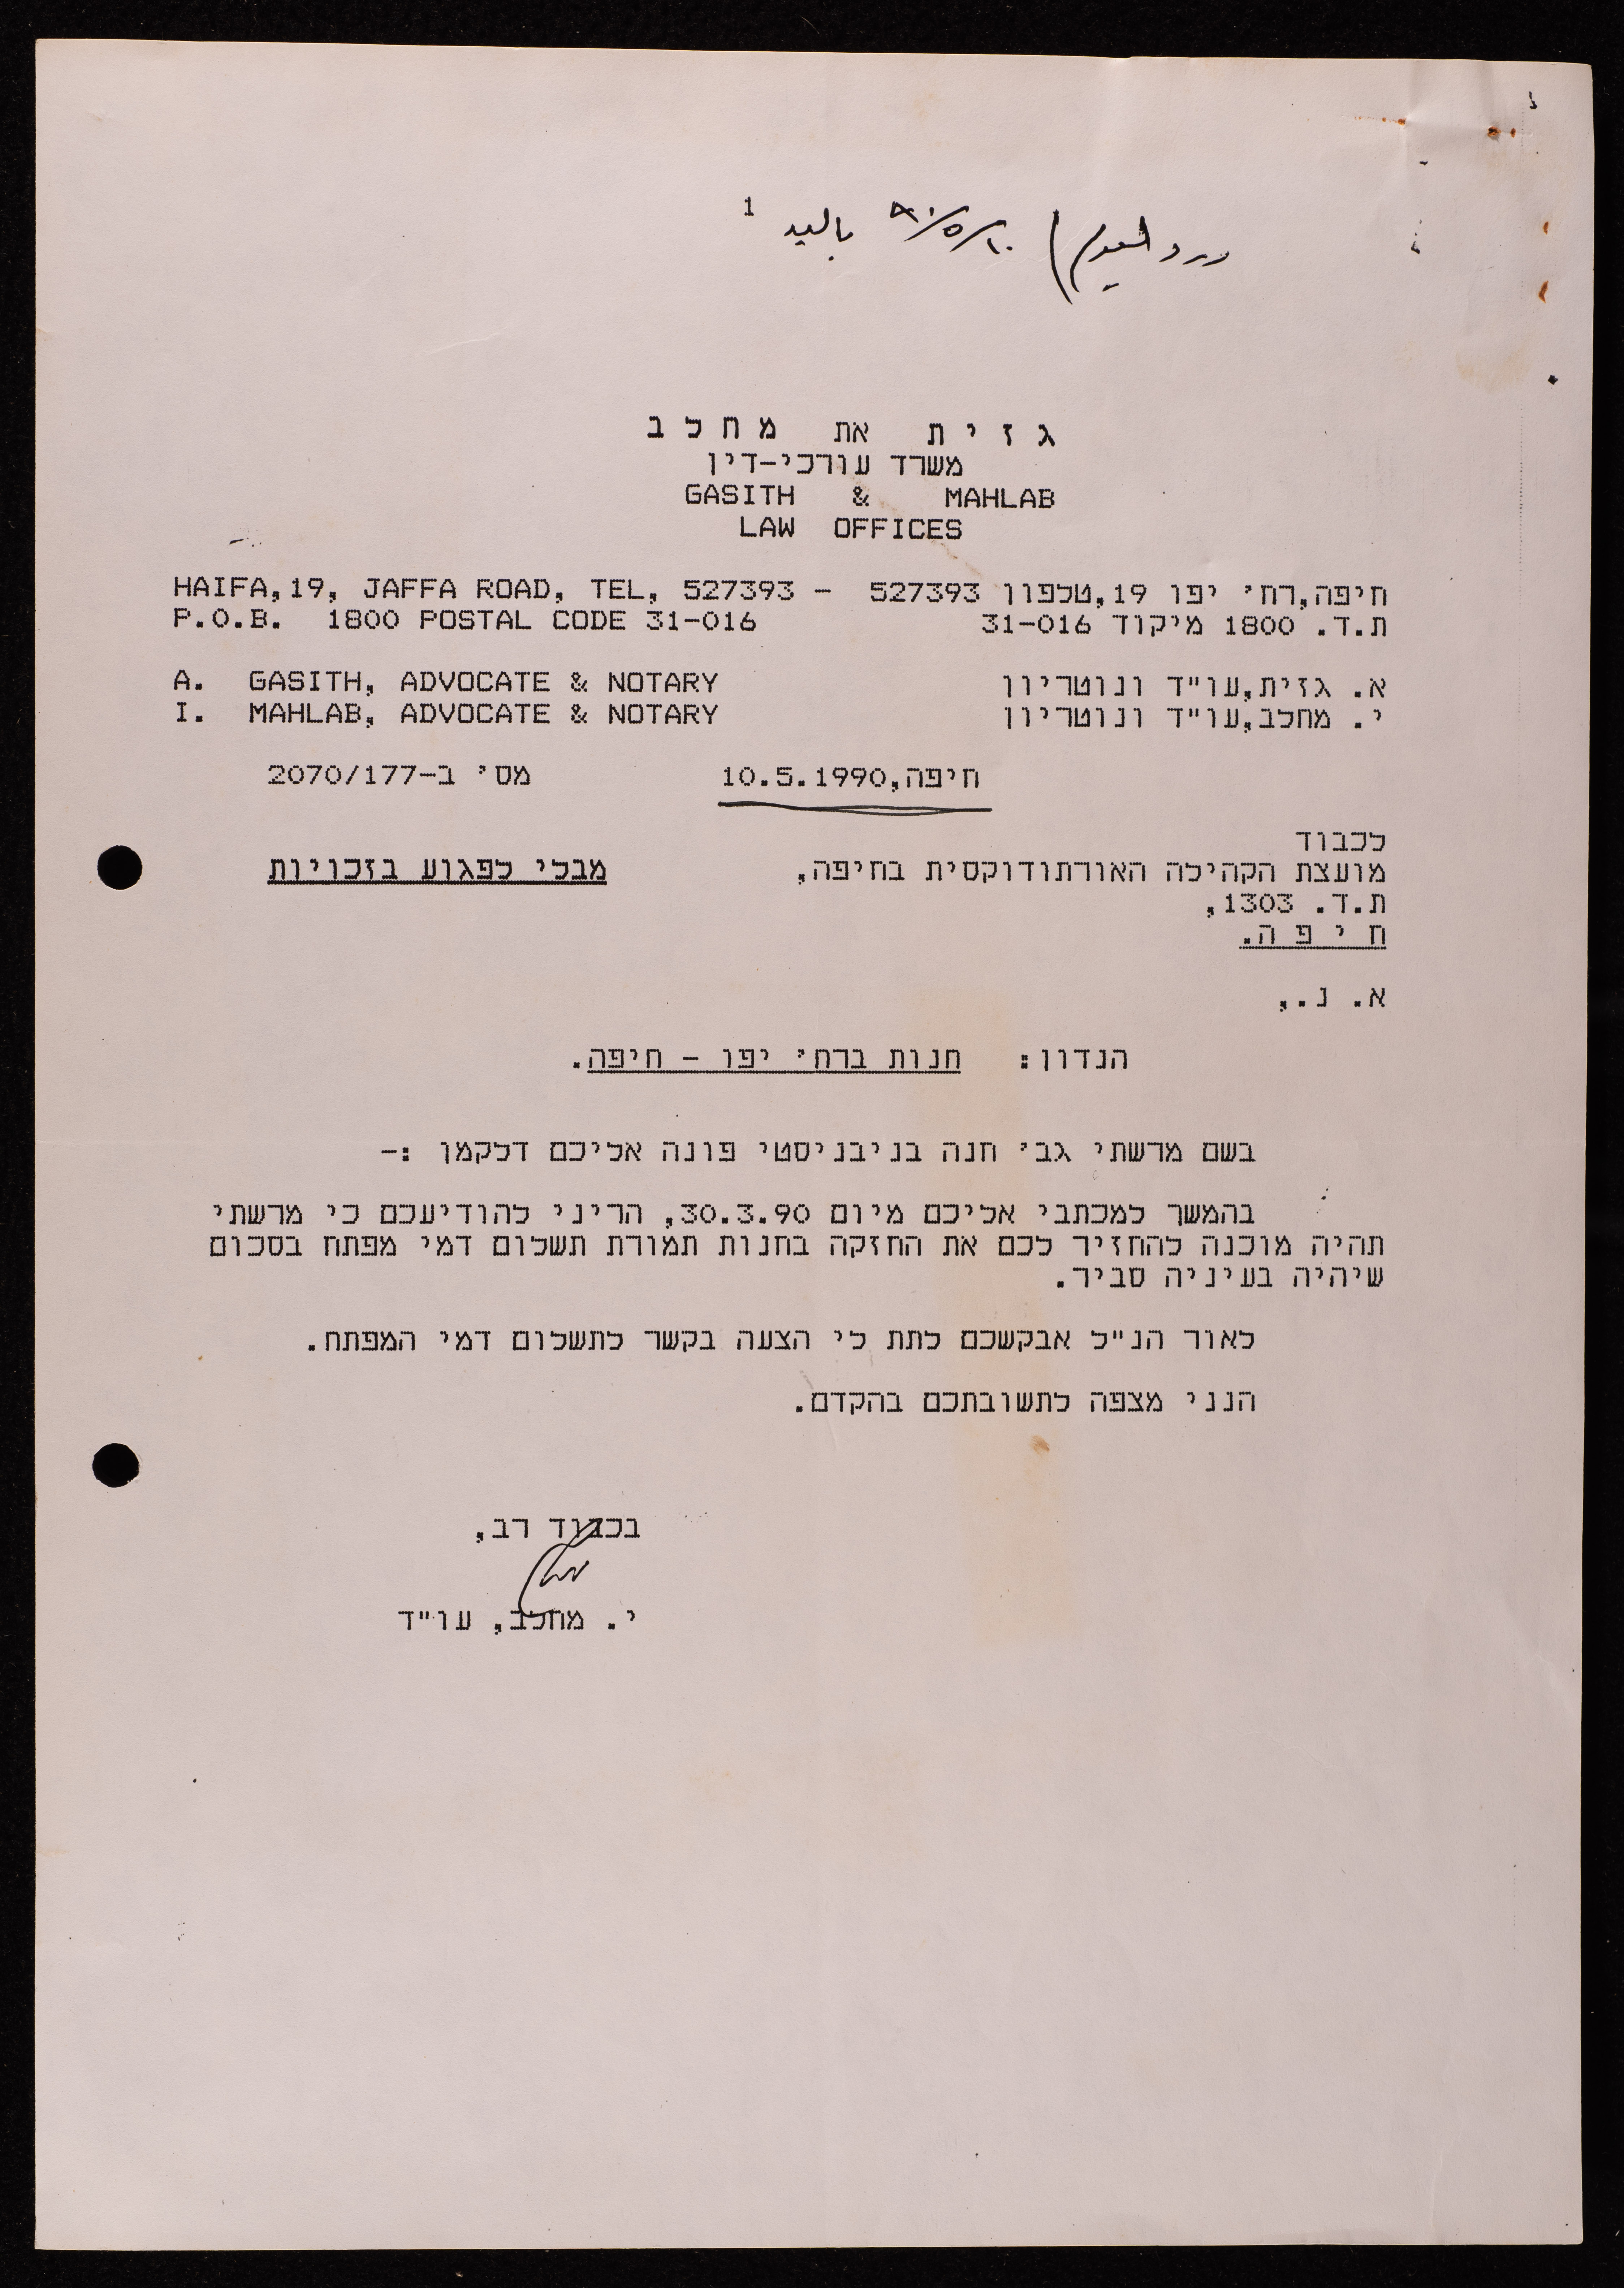 ورد اليوم ٩٠/٥/١٠ باليد 1
גזית את מחלב
משרד עורכי-דין
GASITH & MAHLAB
LAW OFFICES
HAIFA,19, JAFFA ROAD, TEL, 527393 - חיפה,רח' יפו 19,טלפון 527393
P.O.B. 1800 POSTAL CODE 31-016 ת.ד. 1800 מיקוד 31-016
A. GASITH, ADVOCATE & NOTARY א. גזית,עו"ד ונוטריון
I. MAHLAB, ADVOCATE & NOTARY י. מחלב,עו"ד ונוטריון
חיפה,10.5.1990 מס' ב-2070/177
לכבוד
מועצת הקהילה האורתודוקסית בחיפה, מבלי לפגוע בזכויות
ת.ד. 1303,
ח י פ ה.
א. נ.,
הנדון: חנות ברח' יפו - חיפה.
בשם מרשתי גב' חנה בניבניסטי פונה אליכם דלקמן :-
בהמשך למכתבי אליכם מיום 30.3.90, הריני להודיעכם כי מרשתי
תהיה מוכנה להחזיר לכם את החזקה בחנות תמורת תשלום דמי מפתח בסכום
שיהיה בעיניה סביר.
לאור הנ"ל אבקשכם לתת לי הצעה בקשר לתשלום דמי המפתח.
הנני מצפה לתשובתכם בהקדם.
בכבוד רב,
י. מחלב, עו"ד